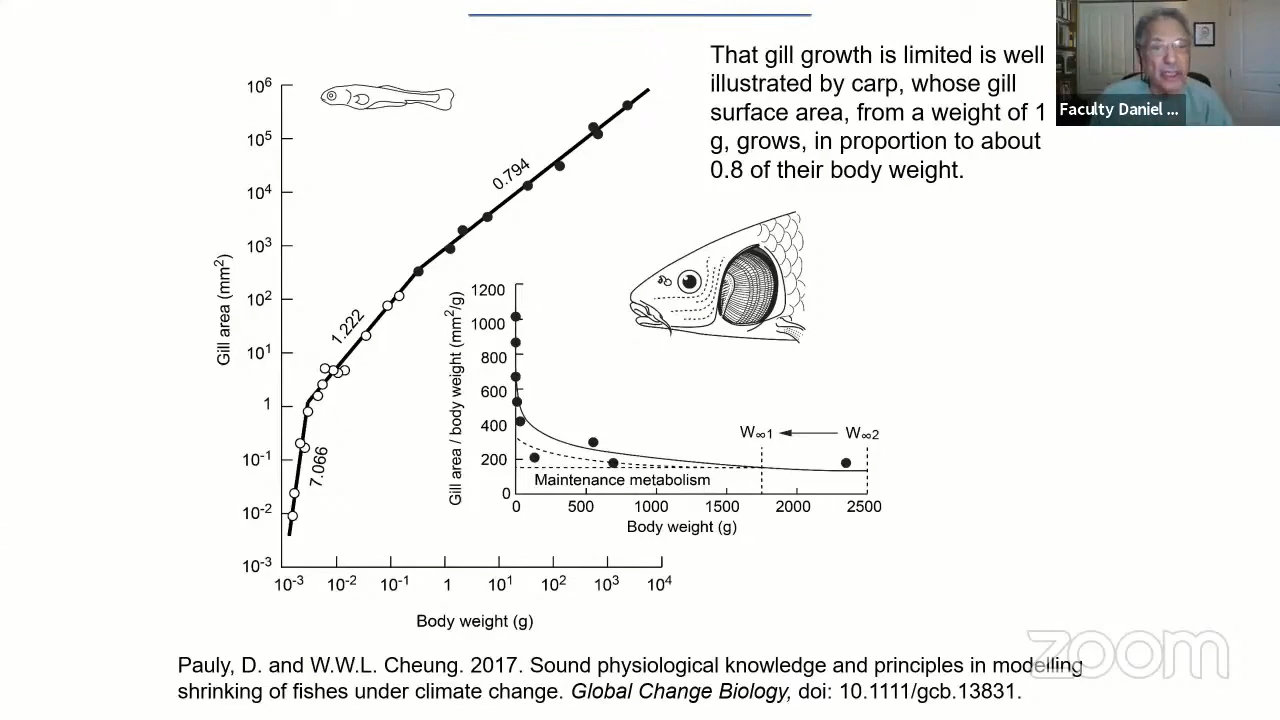 That gill growth is limited is well
illustrated by carp, whose gill
surface area, from a weight of 1
g, grows, in proportion to about
0.8 of their body weight.
Faculty Daniel ...
10⁶
10⁵
10⁴
10³
10²
10¹
1
10⁻¹
10⁻²
10⁻³
Gill area (mm²)
0.794
1.222
7.066
10⁻³ 10⁻² 10⁻¹ 1 10¹ 10² 10³ 10⁴
Body weight (g)
1200
1000
800
600
400
200
0
Gill area / body weight (mm²/g)
W∞1 W∞2
Maintenance metabolism
0 500 1000 1500 2000 2500
Body weight (g)
zoom
Pauly, D. and W.W.L. Cheung. 2017. Sound physiological knowledge and principles in modelling
shrinking of fishes under climate change. Global Change Biology, doi: 10.1111/gcb.13831.